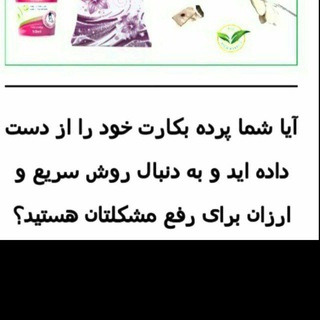 آیا شما پرده بکارت خود را از دست
داده اید و به دنبال روش سریع و
ارزان برای رفع مشکلتان هستید؟